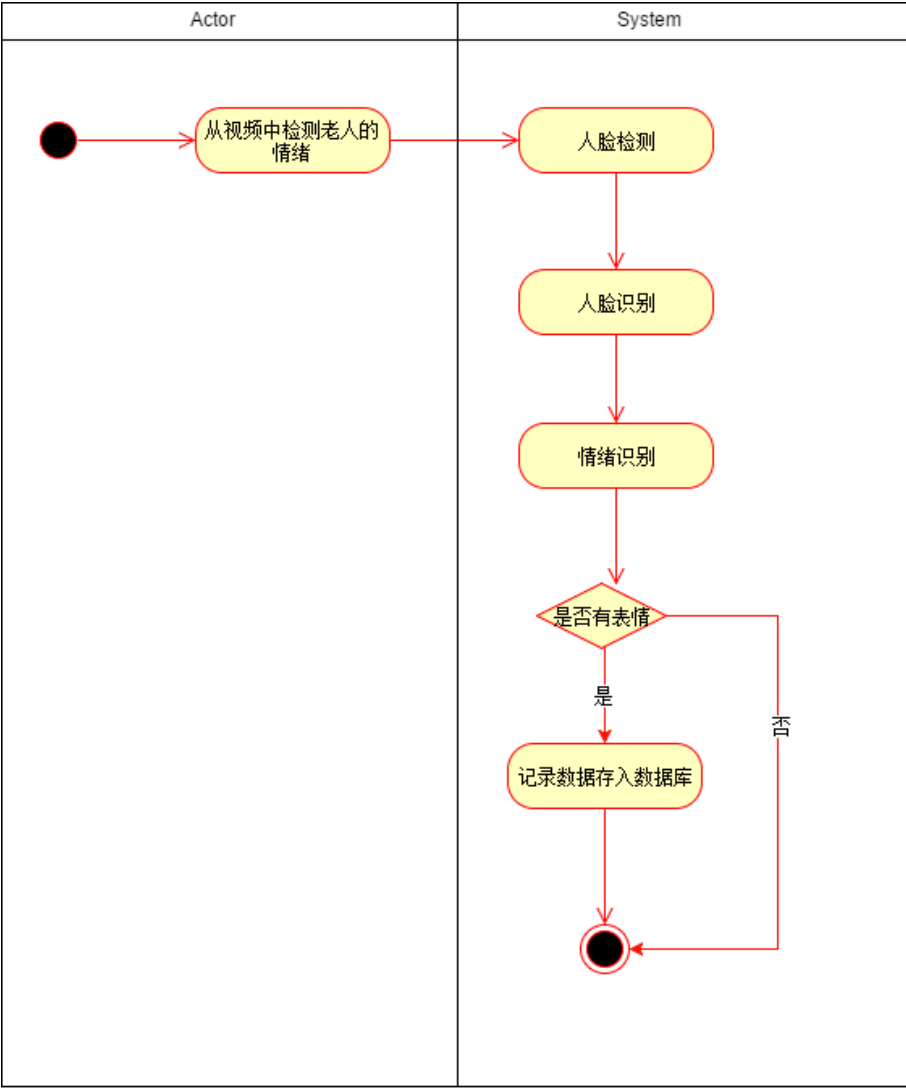 Actor
System
从视频中检测老人的
情绪
人脸检测
人脸识别
情绪识别
是否有表情
是
否
记录数据存入数据库